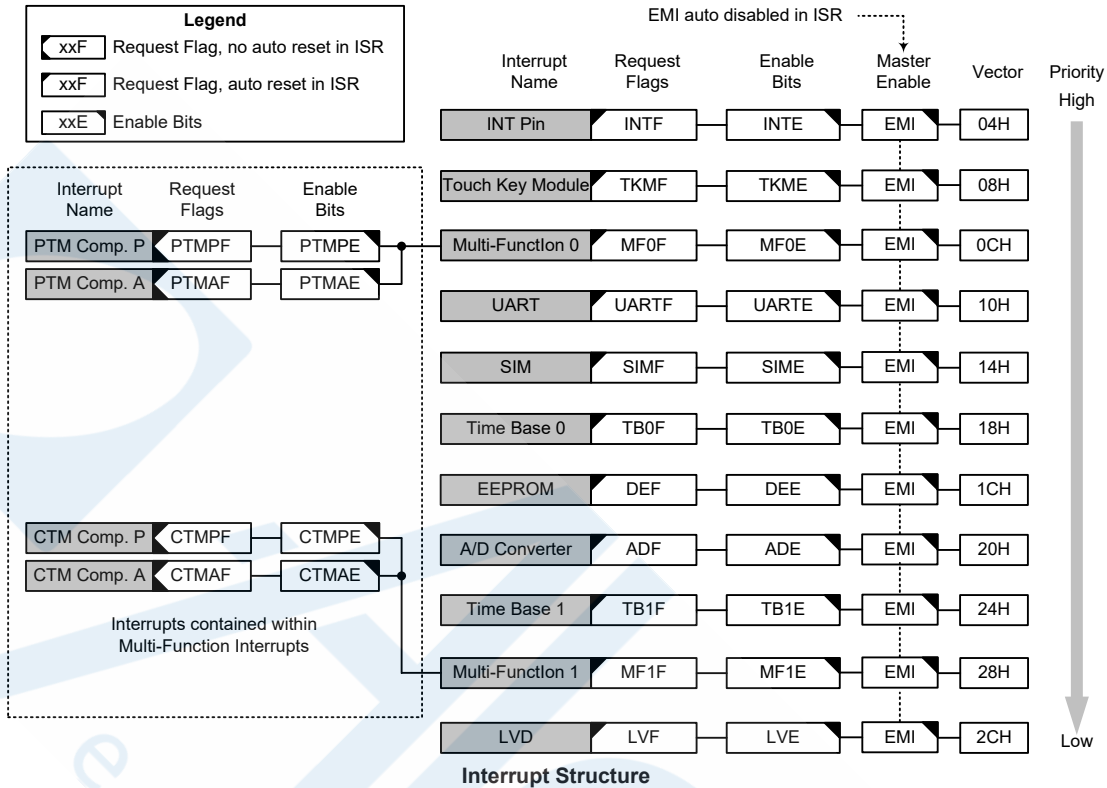 Legend
xxF Request Flag, no auto reset in ISR
xxF Request Flag, auto reset in ISR
xxE Enable Bits
EMI auto disabled in ISR
Interrupt Name Request Flags Enable Bits Master Enable Vector Priority
High
INT Pin INTF INTE EMI 04H
Touch Key Module TKMF TKME EMI 08H
Interrupt Name Request Flags Enable Bits
PTM Comp. P PTMPF PTMPE Multi-Function 0 MF0F MF0E EMI 0CH
PTM Comp. A PTMAF PTMAE
UART UARTF UARTE EMI 10H
SIM SIMF SIME EMI 14H
Time Base 0 TB0F TB0E EMI 18H
EEPROM DEF DEE EMI 1CH
CTM Comp. P CTMPF CTMPE
A/D Converter ADF ADE EMI 20H
CTM Comp. A CTMAF CTMAE
Time Base 1 TB1F TB1E EMI 24H
Interrupts contained within
Multi-Function Interrupts
Multi-Function 1 MF1F MF1E EMI 28H
LVD LVF LVE EMI 2CH
Low
Interrupt Structure